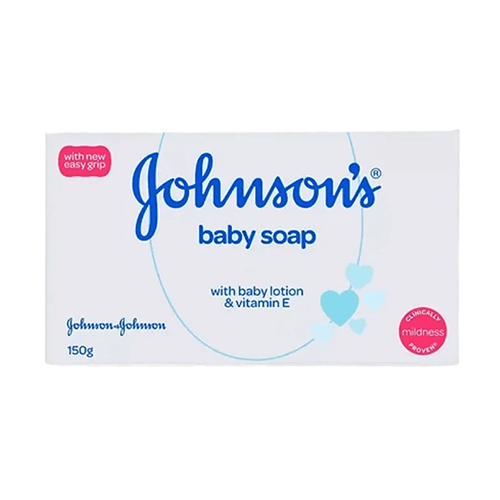 with new
easy grip
Johnson's®
baby soap
with baby lotion
& vitamin E
Johnson & Johnson
150g
CLINICALLY
mildness
PROVEN*